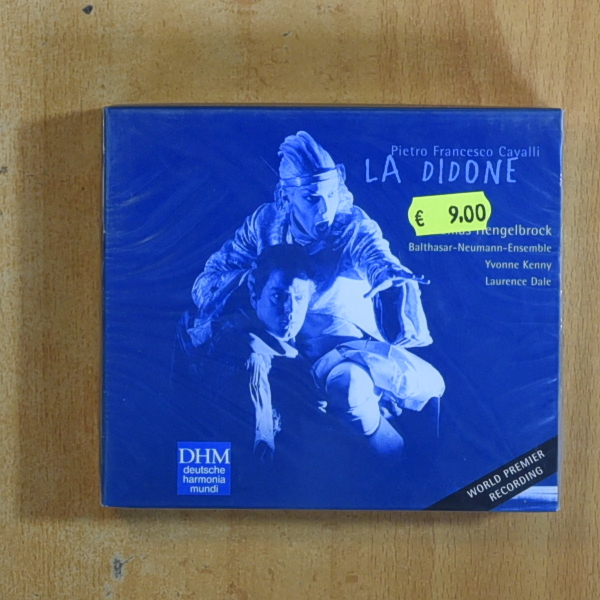 Pietro Francesco Cavalli
LA DIDONE
€ 9.00
Hengelbrock
Balthasar-Neumann-Ensemble
Yvonne Kenny
Laurence Dale
DHM
deutsche
harmonia
mundi
WORLD PREMIER
RECORDING